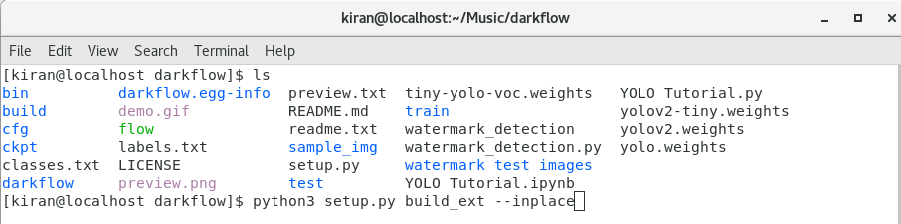 kiran@localhost:~/Music/darkflow
File Edit View Search Terminal Help
[kiran@localhost darkflow]$ ls
bin darkflow.egg-info preview.txt tiny-yolo-voc.weights YOLO Tutorial.py
build demo.gif README.md train yolov2-tiny.weights
cfg flow readme.txt watermark_detection yolov2.weights
ckpt labels.txt sample_img watermark_detection.py yolo.weights
classes.txt LICENSE setup.py watermark test images
darkflow preview.png test YOLO Tutorial.ipynb
[kiran@localhost darkflow]$ python3 setup.py build_ext --inplace